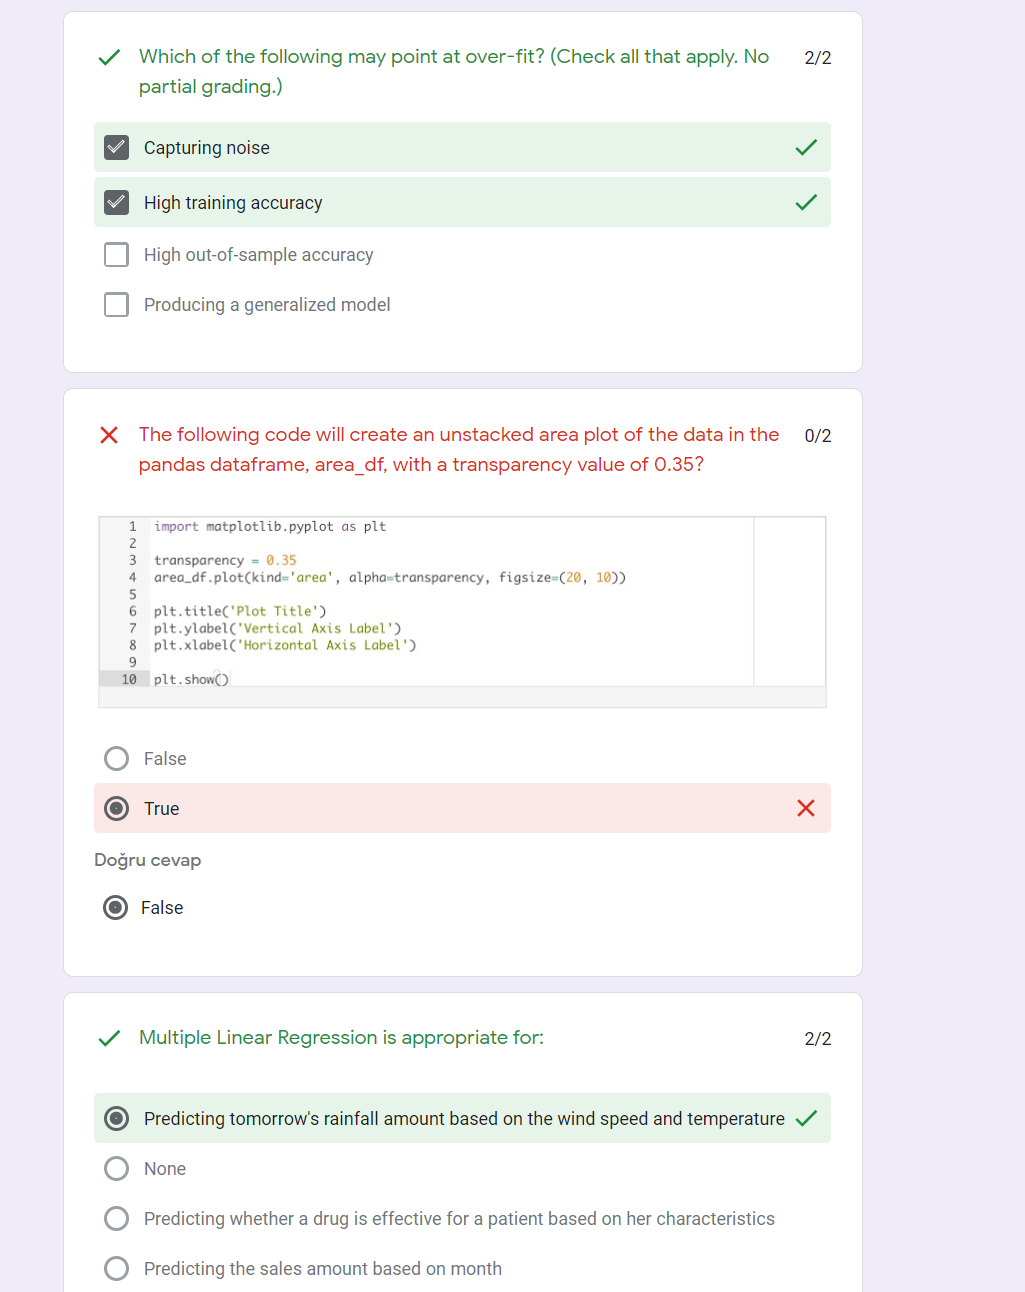 Which of the following may point at over-fit? (Check all that apply. No
partial grading.)
2/2
Capturing noise
High training accuracy
High out-of-sample accuracy
Producing a generalized model
The following code will create an unstacked area plot of the data in the
pandas dataframe, area_df, with a transparency value of 0.35?
0/2
1 import matplotlib.pyplot as plt
2
3 transparency = 0.35
4 area_df.plot(kind='area', alpha=transparency, figsize=(20, 10))
5
6 plt.title('Plot Title')
7 plt.ylabel('Vertical Axis Label')
8 plt.xlabel('Horizontal Axis Label')
9
10 plt.show()
False
True
Doğru cevap
False
Multiple Linear Regression is appropriate for:
2/2
Predicting tomorrow's rainfall amount based on the wind speed and temperature
None
Predicting whether a drug is effective for a patient based on her characteristics
Predicting the sales amount based on month